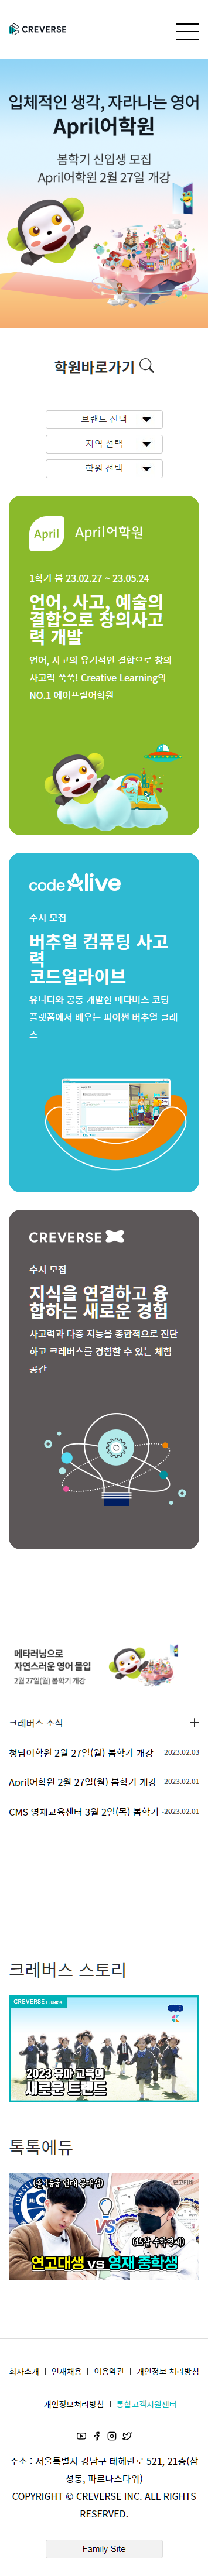 CREVERSE
입체적인 생각, 자라나는 영어
April어학원
봄학기 신입생 모집
April어학원 2월 27일 개강
학원바로가기
브랜드 선택
지역 선택
학원 선택
April April어학원
1학기 봄 23.02.27 ~ 23.05.24
언어, 사고, 예술의
결합으로 창의사고
력 개발
언어, 사고의 유기적인 결합으로 창의
사고력 쑥쑥! Creative Learning의
NO.1 에이프릴어학원
code Alive
수시 모집
버추얼 컴퓨팅 사고
력
코드얼라이브
유니티와 공동 개발한 메타버스 코딩
플랫폼에서 배우는 파이썬 버추얼 클래
스
CREVERSE
수시 모집
지식을 연결하고 융
합하는 새로운 경험
사고력과 다중 지능을 종합적으로 진단
하고 크레버스를 경험할 수 있는 체험
공간
메타러닝으로
자연스러운 영어 몰입
2월 27일(월) 봄학기 개강
크레버스 소식
청담어학원 2월 27일(월) 봄학기 개강 2023.02.03
April어학원 2월 27일(월) 봄학기 개강 2023.02.01
CMS 영재교육센터 3월 2일(목) 봄학기 ... 2023.02.01
크레버스 스토리
CREVERSE JUNIOR
2023 유아 교육의
새로운 트렌드
톡톡에듀
연고티비
VS
연고대생 VS 영재 중학생
회사소개 | 인재채용 | 이용약관 | 개인정보 처리방침
| 개인정보처리방침 | 통합고객지원센터
주소 : 서울특별시 강남구 테헤란로 521, 21층(삼
성동, 파르나스타워)
COPYRIGHT © CREVERSE INC. ALL RIGHTS
RESERVED.
Family Site